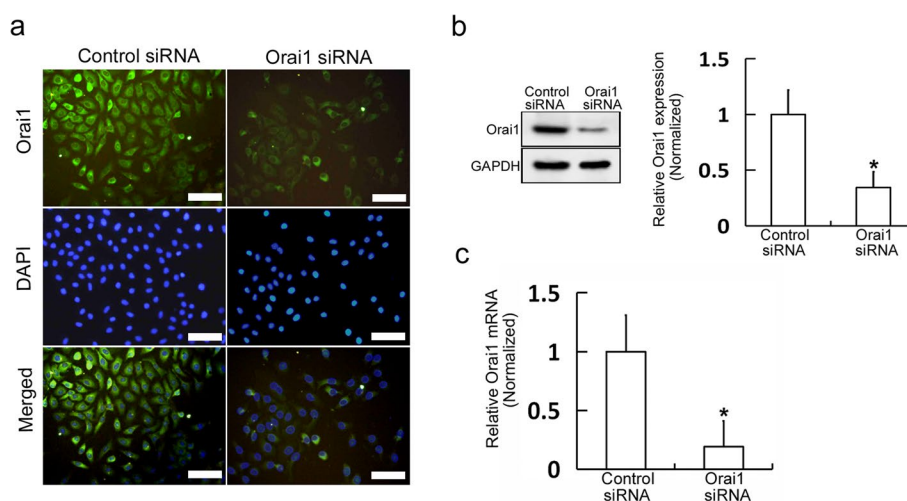 a
Control siRNA
Orai1 siRNA
Orai1
DAPI
Merged
b
Control
siRNA
Orai1
siRNA
Orai1
GAPDH
Relative Orai1 expression
(Normalized)
1.5
1
0.5
0
*
Control
siRNA
Orai1
siRNA
c
Relative Orai1 mRNA
(Normalized)
1.5
1
0.5
0
*
Control
siRNA
Orai1
siRNA